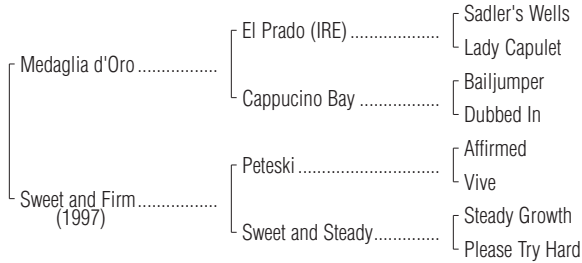 Sadler's Wells
El Prado (IRE) ...................
Lady Capulet
Medaglia d'Oro .................
Bailjumper
Cappucino Bay .................
Dubbed In
Affirmed
Peteski ..............................
Vive
Sweet and Firm.................
(1997)
Steady Growth
Sweet and Steady..............
Please Try Hard